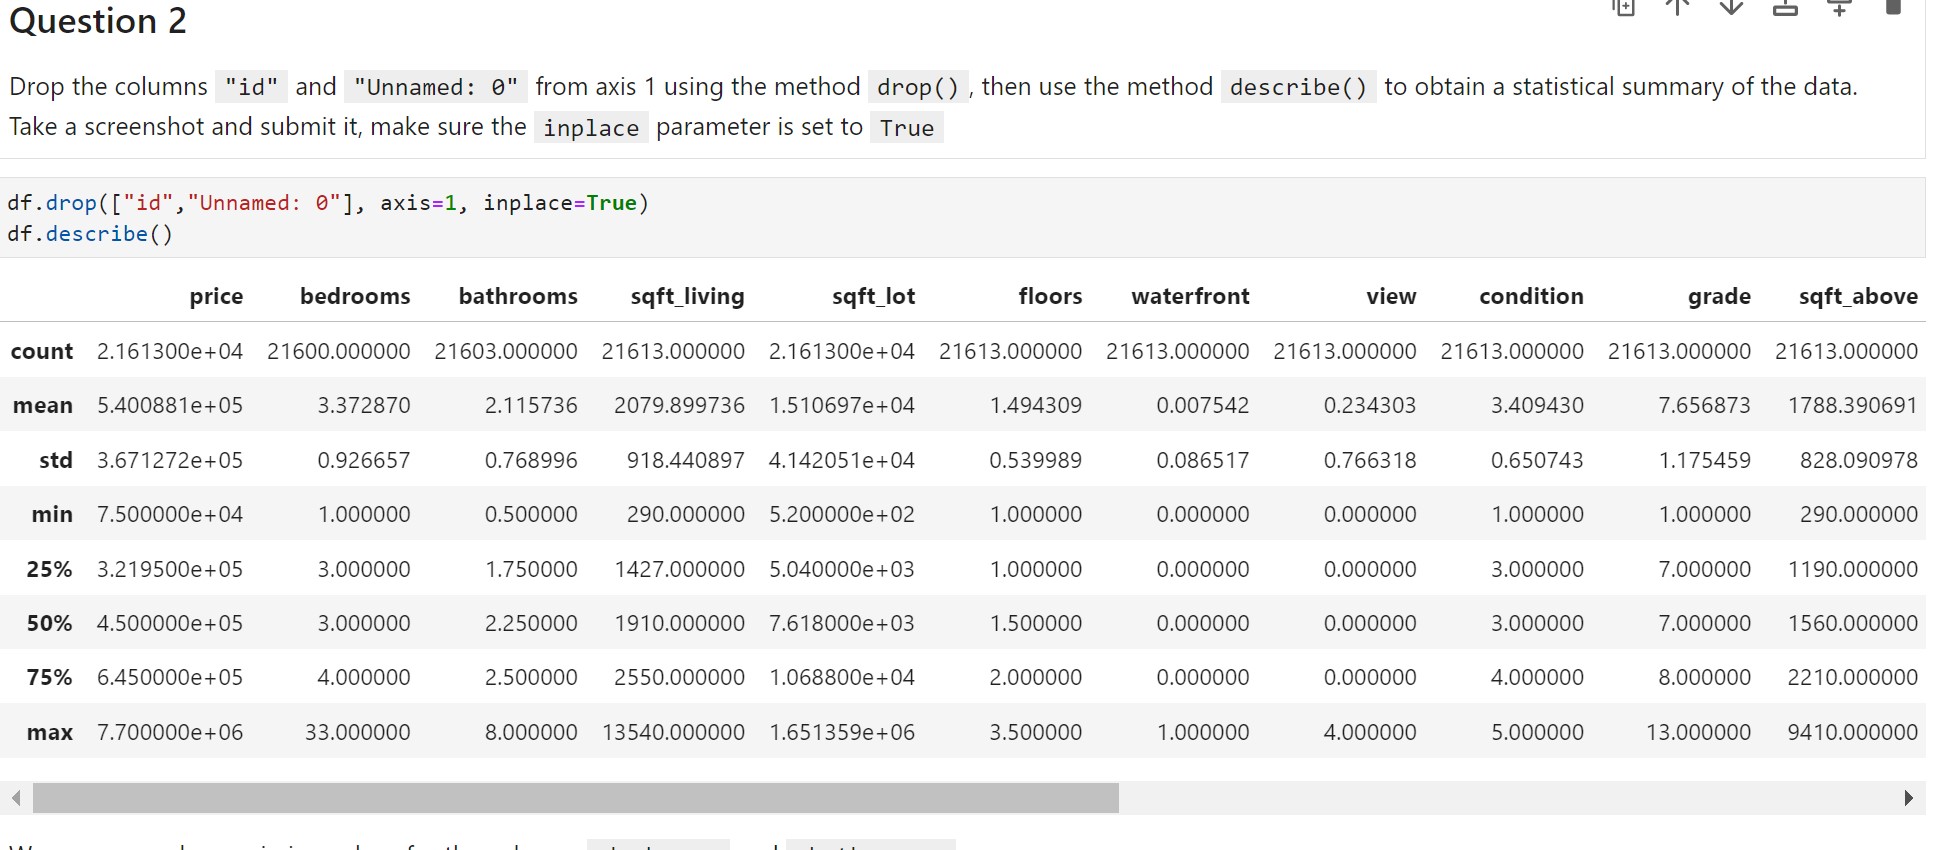 Question 2
Drop the columns "id" and "Unnamed: 0" from axis 1 using the method drop(), then use the method describe() to obtain a statistical summary of the data.
Take a screenshot and submit it, make sure the inplace parameter is set to True
df.drop(["id","Unnamed: 0"], axis=1, inplace=True)
df.describe()
price bedrooms bathrooms sqft_living sqft_lot floors waterfront view condition grade sqft_above
count 2.161300e+04 21600.000000 21603.000000 21613.000000 2.161300e+04 21613.000000 21613.000000 21613.000000 21613.000000 21613.000000 21613.000000
mean 5.400881e+05 3.372870 2.115736 2079.899736 1.510697e+04 1.494309 0.007542 0.234303 3.409430 7.656873 1788.390691
std 3.671272e+05 0.926657 0.768996 918.440897 4.142051e+04 0.539989 0.086517 0.766318 0.650743 1.175459 828.090978
min 7.500000e+04 1.000000 0.500000 290.000000 5.200000e+02 1.000000 0.000000 0.000000 1.000000 1.000000 290.000000
25% 3.219500e+05 3.000000 1.750000 1427.000000 5.040000e+03 1.000000 0.000000 0.000000 3.000000 7.000000 1190.000000
50% 4.500000e+05 3.000000 2.250000 1910.000000 7.618000e+03 1.500000 0.000000 0.000000 3.000000 7.000000 1560.000000
75% 6.450000e+05 4.000000 2.500000 2550.000000 1.068800e+04 2.000000 0.000000 0.000000 4.000000 8.000000 2210.000000
max 7.700000e+06 33.000000 8.000000 13540.000000 1.651359e+06 3.500000 1.000000 4.000000 5.000000 13.000000 9410.000000